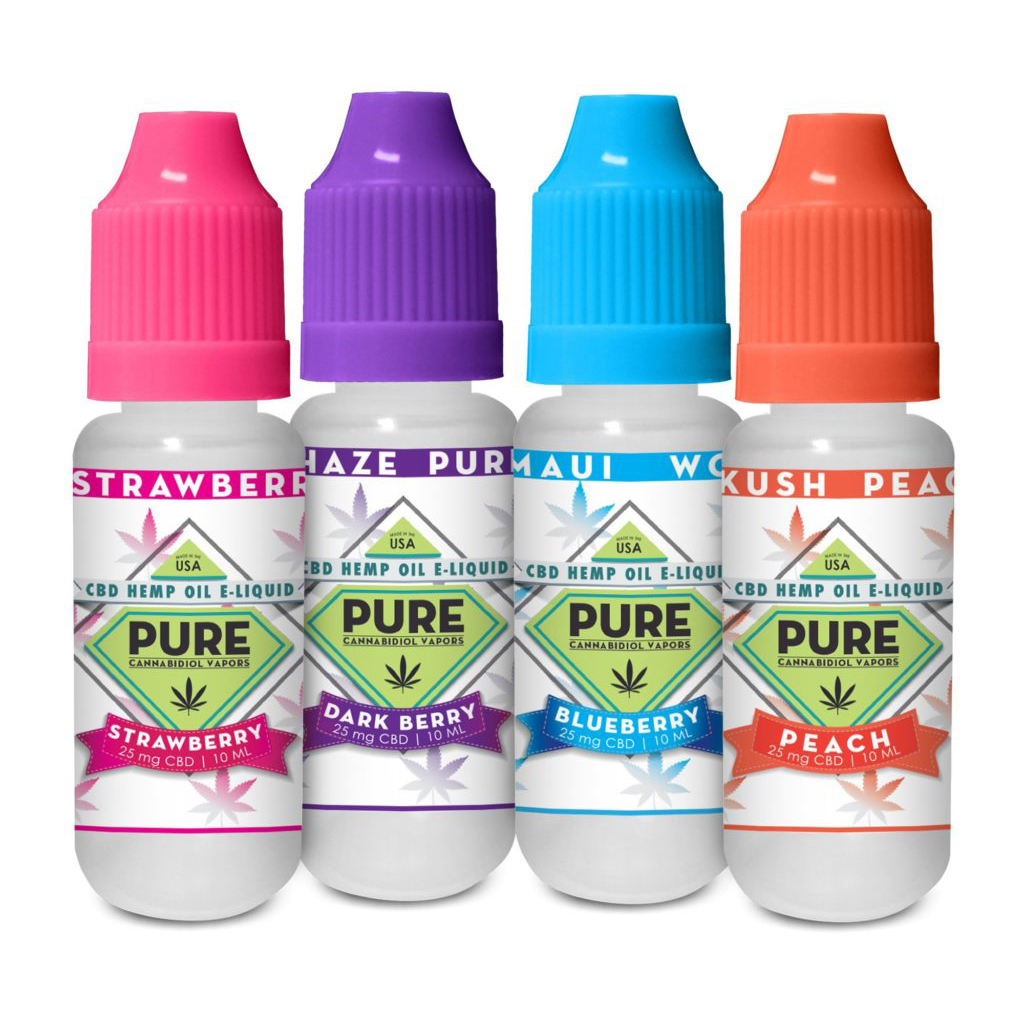 STRAWBERR
MADE IN THE
USA
CBD HEMP OIL E-LIQUID
PURE
CANNABIDIOL VAPORS
STRAWBERRY
25 mg CBD | 10 ML
HAZE PUR
MADE IN THE
USA
CBD HEMP OIL E-LIQUID
PURE
CANNABIDIOL VAPORS
DARK BERRY
25 mg CBD | 10 ML
MAUI WO
MADE IN THE
USA
CBD HEMP OIL E-LIQU
PURE
CANNABIDIOL VAPORS
BLUEBERRY
25 mg CBD | 10 ML
KUSH PEAC
MADE IN THE
USA
CBD HEMP OIL E-LIQUID
PURE
CANNABIDIOL VAPORS
PEACH
25 mg CBD | 10 ML